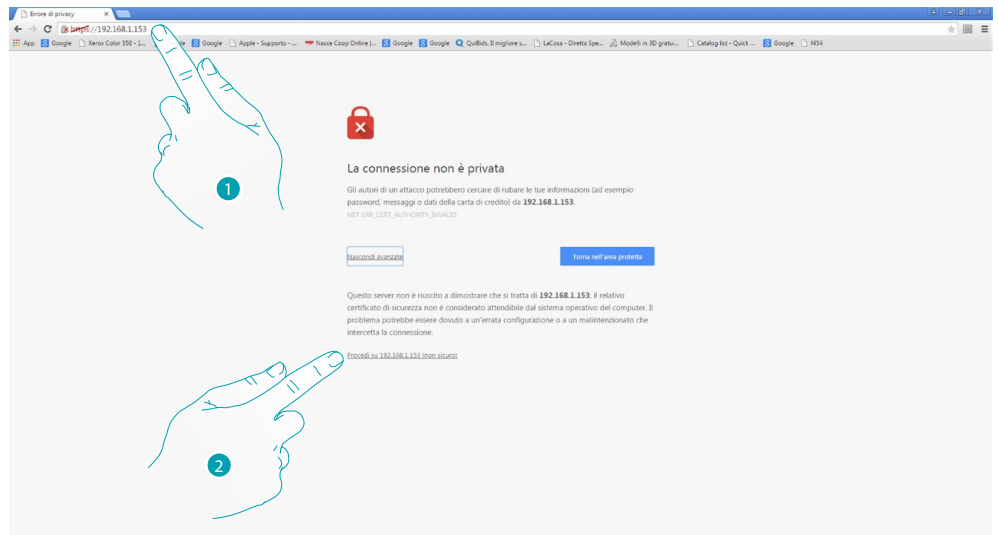 Errore di privacy
https://192.168.1.153
App Google Xerox Color 550 - 1... Google Apple - Supporto - ... Nasce Coop Online |... Google Google QuiBids, Il migliore s... LaCosa - Diretta Spe... Modelli in 3D gratui... Catalog list - Quick ... Google N54
La connessione non è privata
Gli autori di un attacco potrebbero cercare di rubare le tue informazioni (ad esempio
password, messaggi o dati della carta di credito) da 192.168.1.153.
NET::ERR_CERT_AUTHORITY_INVALID
1
Nascondi avanzate Torna nell'area protetta
Questo server non è riuscito a dimostrare che si tratta di 192.168.1.153; il relativo
certificato di sicurezza non è considerato attendibile dal sistema operativo del computer. Il
problema potrebbe essere dovuto a un'errata configurazione o a un malintenzionato che
intercetta la connessione.
Procedi su 192.168.1.153 (non sicuro)
2